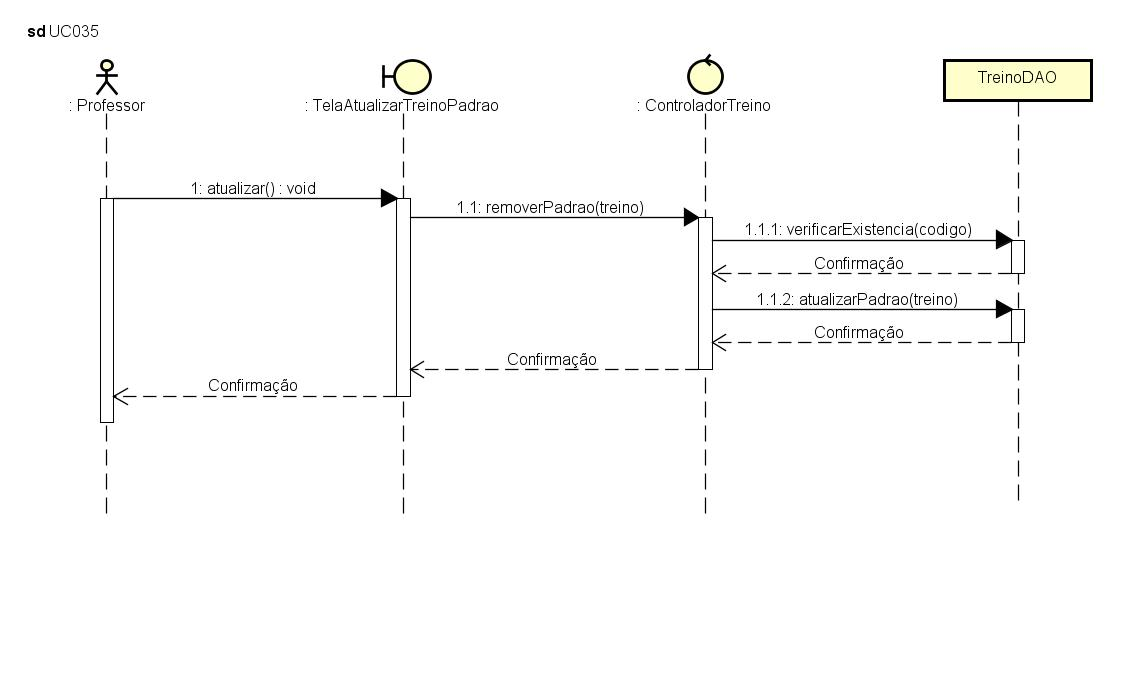 sd UC035
: Professor
: TelaAtualizarTreinoPadrao
: ControladorTreino
TreinoDAO
1: atualizar() : void
1.1: removerPadrao(treino)
1.1.1: verificarExistencia(codigo)
Confirmação
1.1.2: atualizarPadrao(treino)
Confirmação
Confirmação
Confirmação